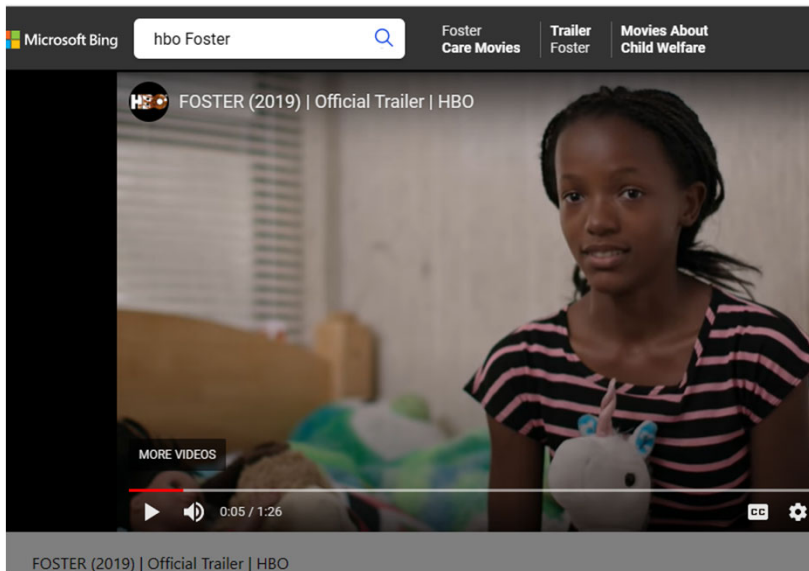 Microsoft Bing
hbo Foster
Foster
Care Movies
Trailer
Foster
Movies About
Child Welfare
HBO
FOSTER (2019) | Official Trailer | HBO
MORE VIDEOS
0:05 / 1:26
CC
FOSTER (2019) | Official Trailer | HBO